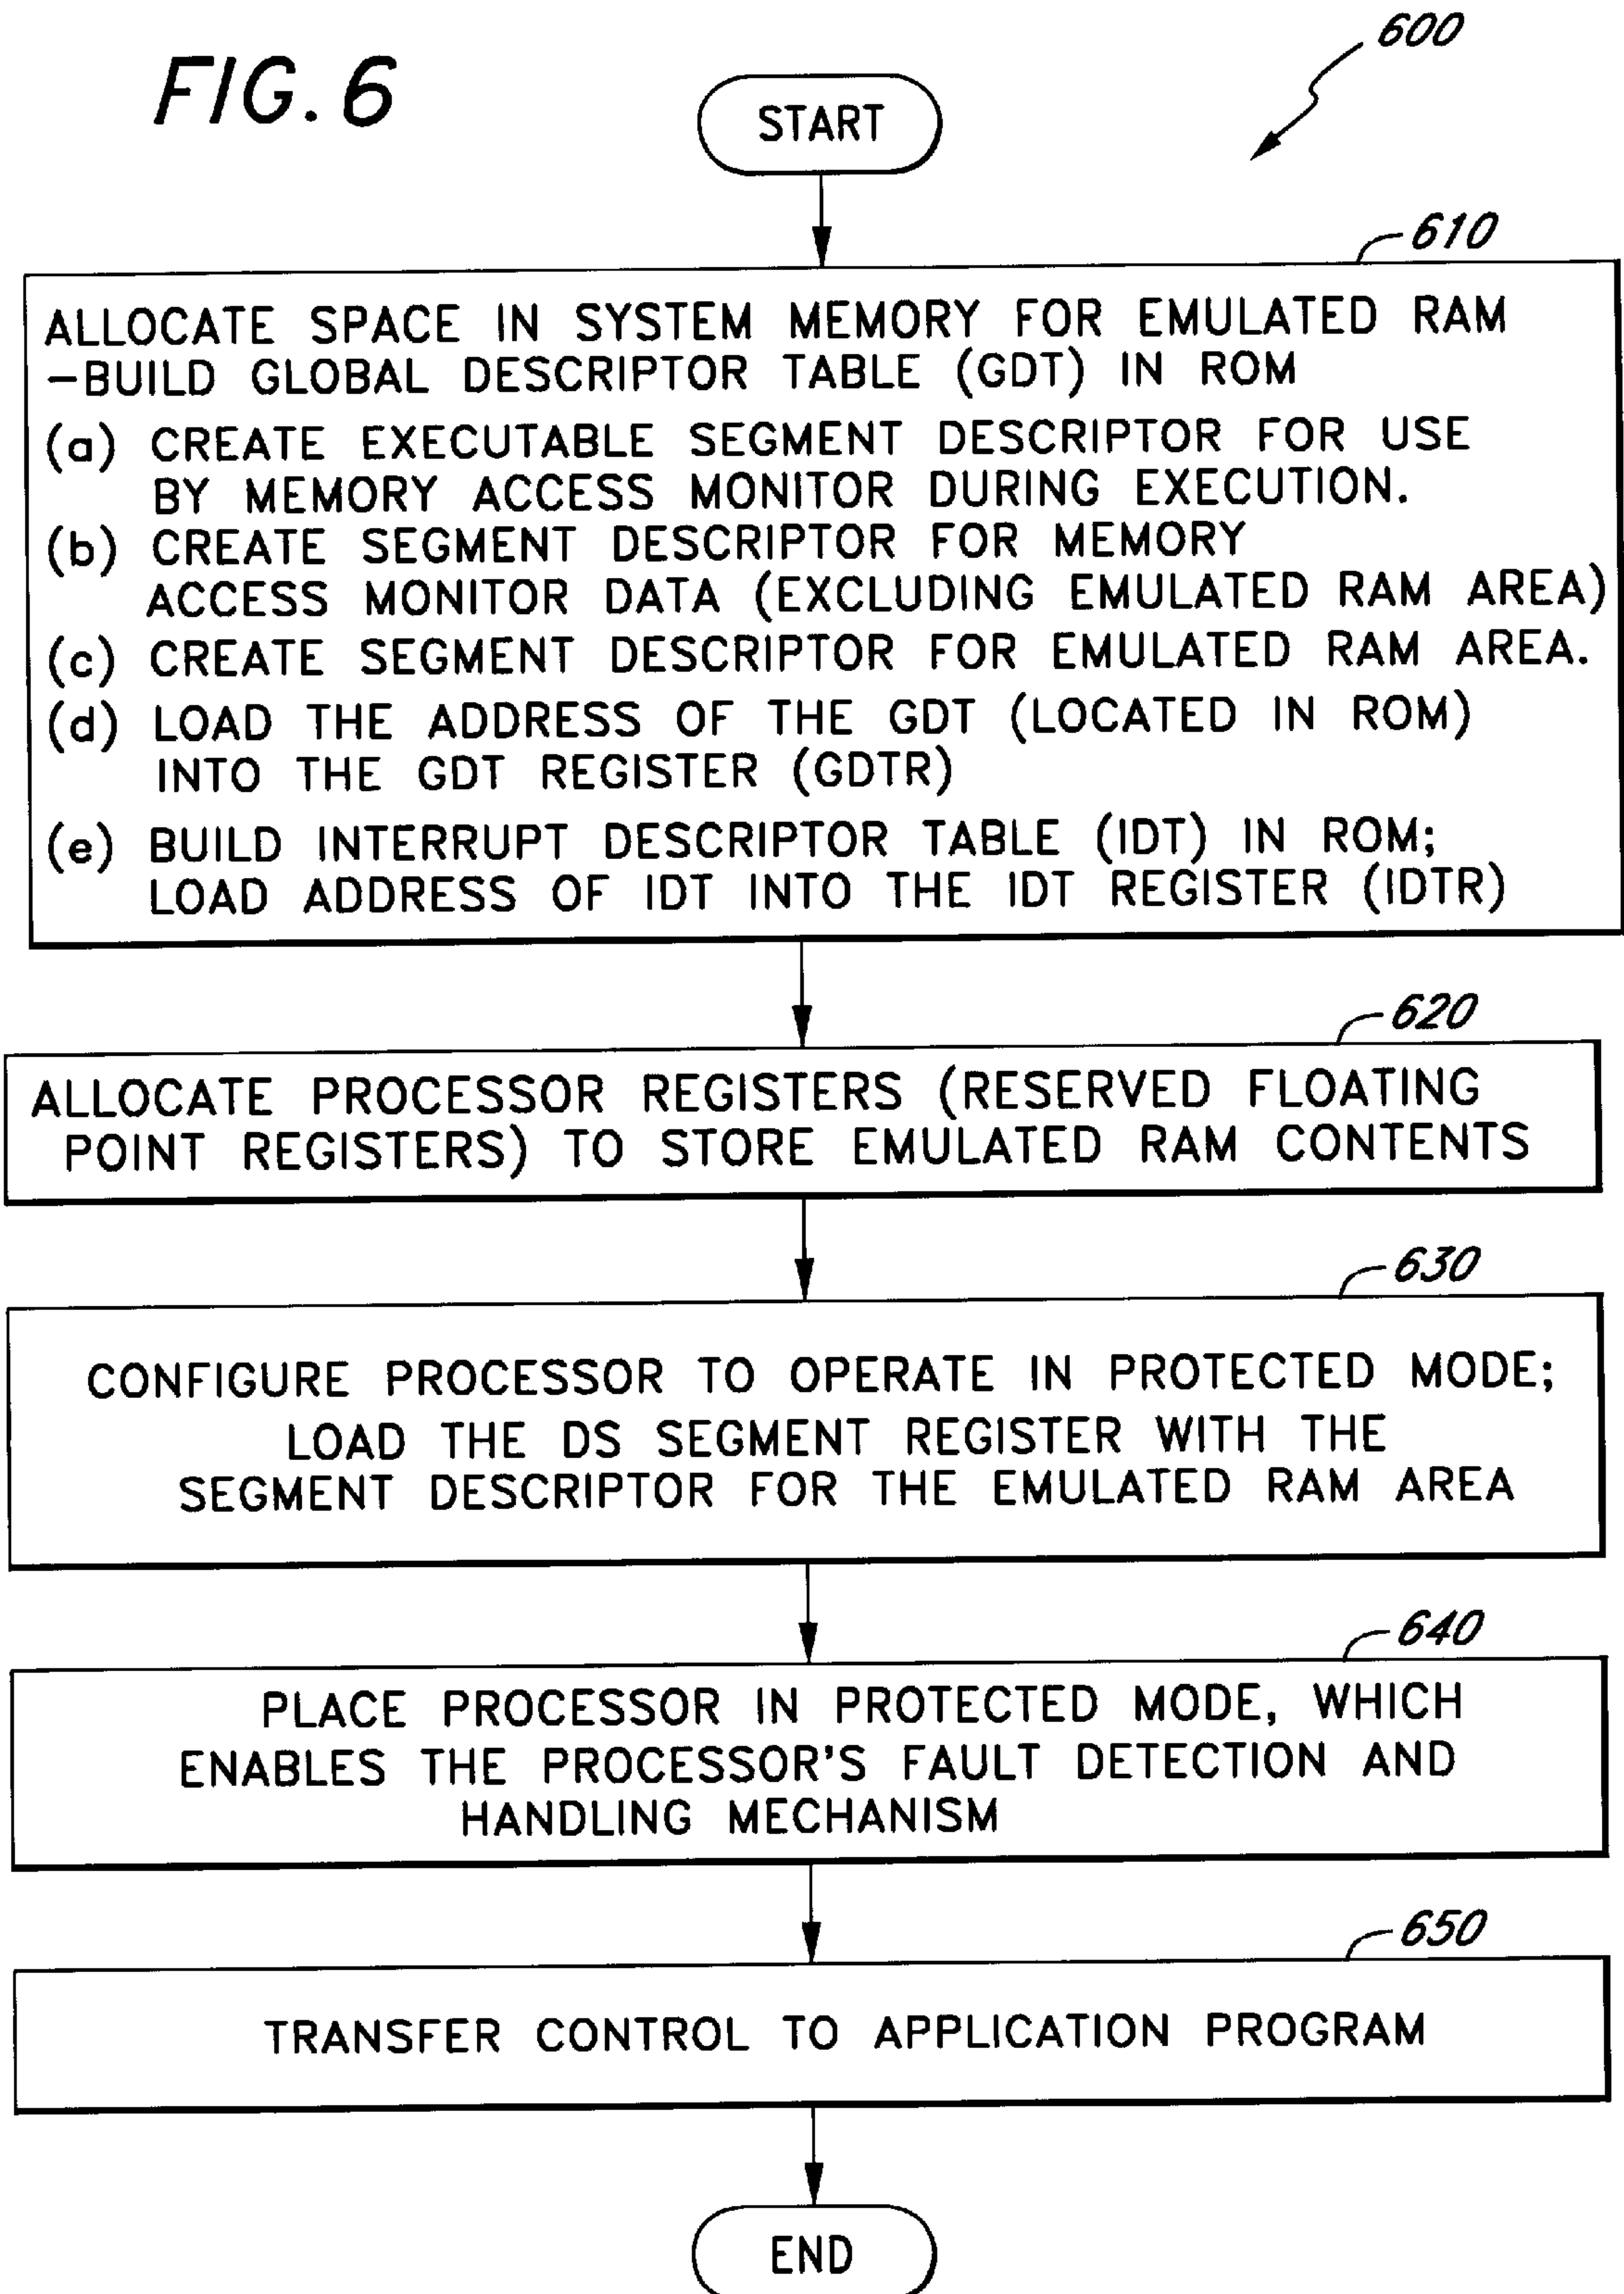 FIG. 6
600
START
610
ALLOCATE SPACE IN SYSTEM MEMORY FOR EMULATED RAM
-BUILD GLOBAL DESCRIPTOR TABLE (GDT) IN ROM
(a) CREATE EXECUTABLE SEGMENT DESCRIPTOR FOR USE
BY MEMORY ACCESS MONITOR DURING EXECUTION.
(b) CREATE SEGMENT DESCRIPTOR FOR MEMORY
ACCESS MONITOR DATA (EXCLUDING EMULATED RAM AREA)
(c) CREATE SEGMENT DESCRIPTOR FOR EMULATED RAM AREA.
(d) LOAD THE ADDRESS OF THE GDT (LOCATED IN ROM)
INTO THE GDT REGISTER (GDTR)
(e) BUILD INTERRUPT DESCRIPTOR TABLE (IDT) IN ROM;
LOAD ADDRESS OF IDT INTO THE IDT REGISTER (IDTR)
620
ALLOCATE PROCESSOR REGISTERS (RESERVED FLOATING
POINT REGISTERS) TO STORE EMULATED RAM CONTENTS
630
CONFIGURE PROCESSOR TO OPERATE IN PROTECTED MODE;
LOAD THE DS SEGMENT REGISTER WITH THE
SEGMENT DESCRIPTOR FOR THE EMULATED RAM AREA
640
PLACE PROCESSOR IN PROTECTED MODE, WHICH
ENABLES THE PROCESSOR'S FAULT DETECTION AND
HANDLING MECHANISM
650
TRANSFER CONTROL TO APPLICATION PROGRAM
END